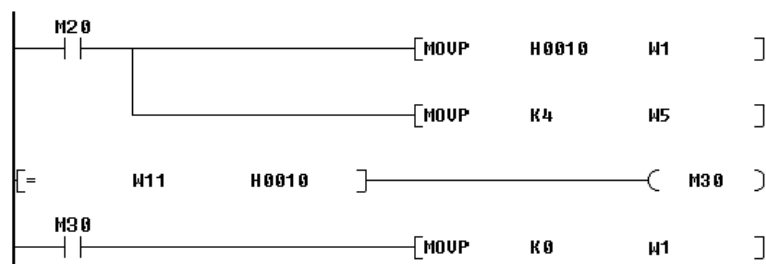 M20
[MOVP H0010 W1 ]
[MOVP K4 W5 ]
[= W11 H0010 ] ( M30 )
M30
[MOVP K0 W1 ]